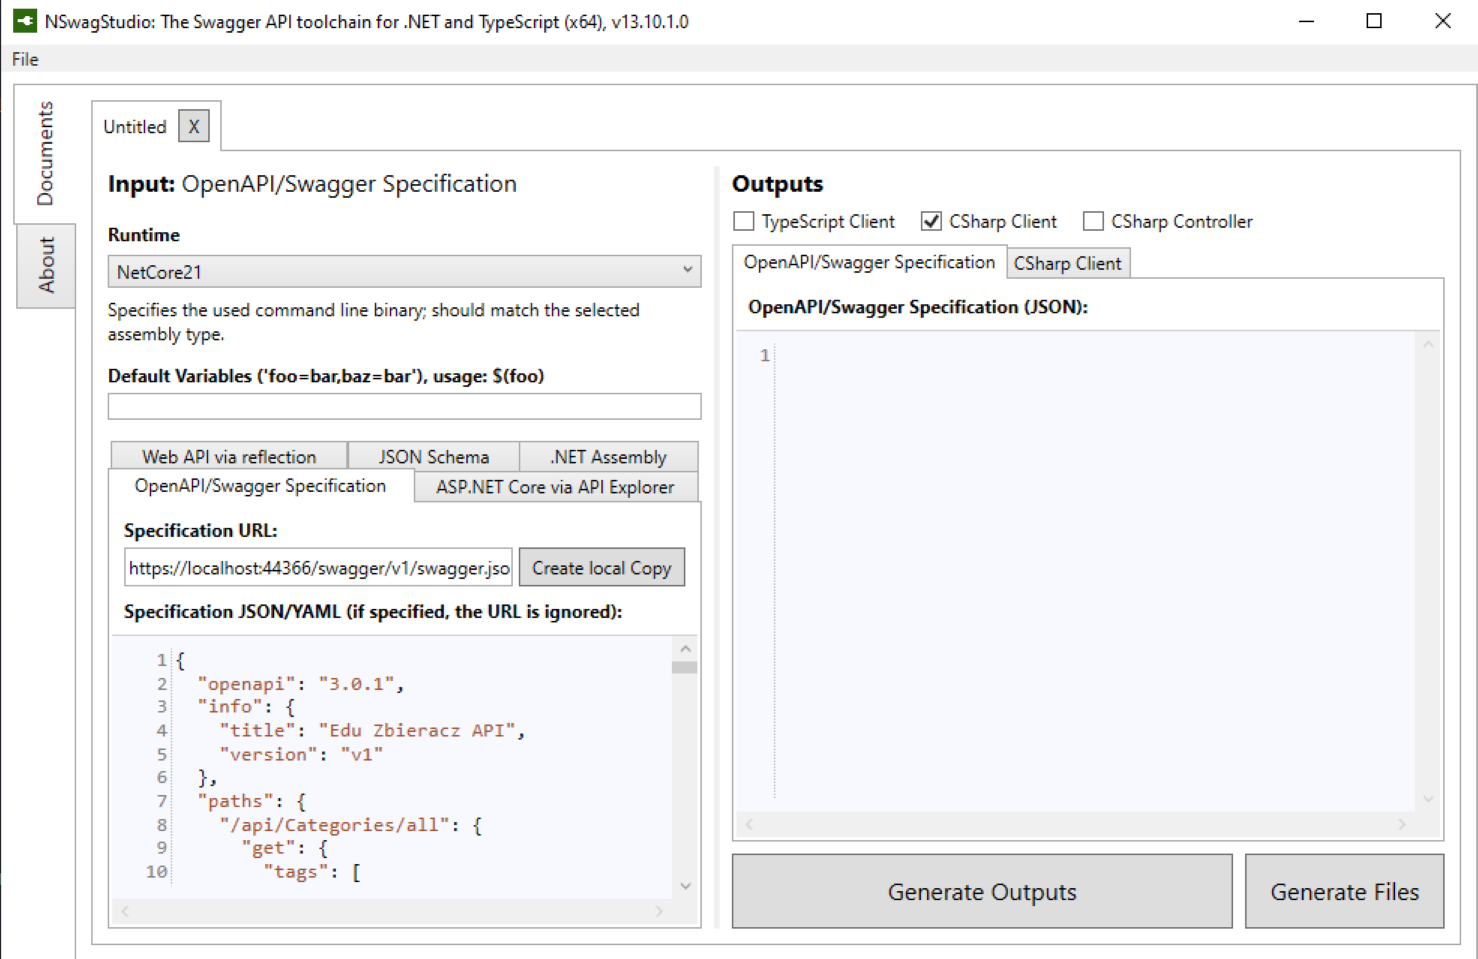 NSwagStudio: The Swagger API toolchain for .NET and TypeScript (x64), v13.10.1.0
File
Documents
About
Untitled
X
Input: OpenAPI/Swagger Specification
Runtime
NetCore21
Specifies the used command line binary; should match the selected
assembly type.
Default Variables ('foo=bar,baz=bar'), usage: $(foo)
Web API via reflection
JSON Schema
.NET Assembly
OpenAPI/Swagger Specification
ASP.NET Core via API Explorer
Specification URL:
https://localhost:44366/swagger/v1/swagger.jso
Create local Copy
Specification JSON/YAML (if specified, the URL is ignored):
1 {
2 "openapi": "3.0.1",
3 "info": {
4 "title": "Edu Zbieracz API",
5 "version": "v1"
6 },
7 "paths": {
8 "/api/Categories/all": {
9 "get": {
10 "tags": [
Outputs
TypeScript Client
CSharp Client
CSharp Controller
OpenAPI/Swagger Specification
CSharp Client
OpenAPI/Swagger Specification (JSON):
1
Generate Outputs
Generate Files